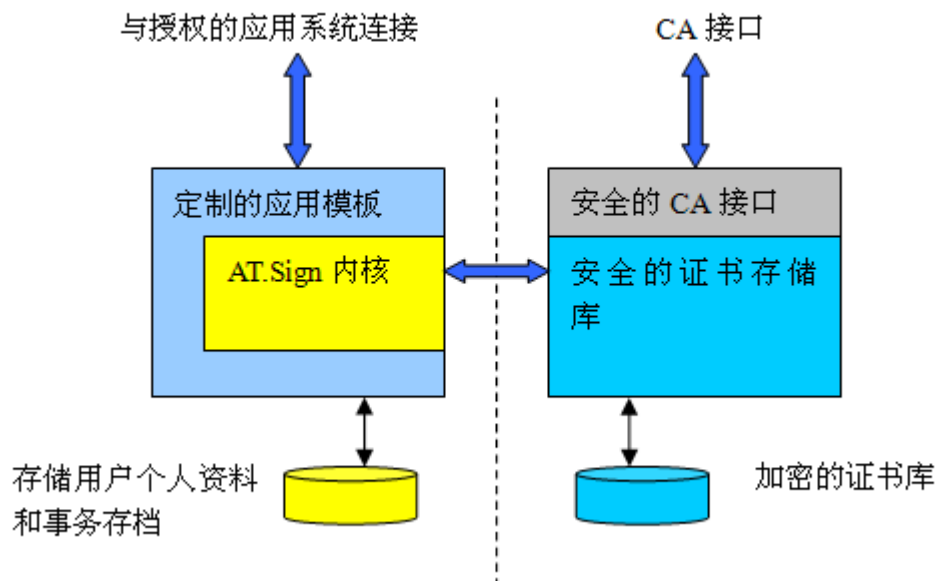 与授权的应用系统连接
CA 接口
定制的应用模板
安全的 CA 接口
AT.Sign 内核
安全的证书存储
库
存储用户个人资料
和事务存档
加密的证书库